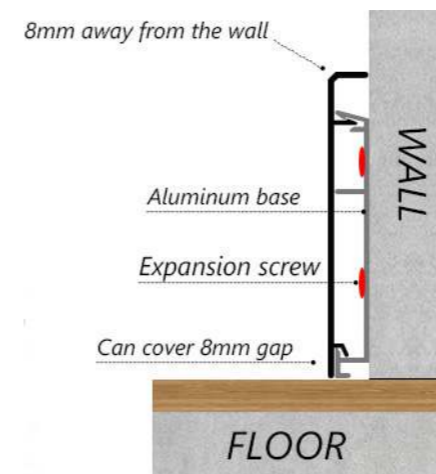 8mm away from the wall
WALL
Aluminum base
Expansion screw
Can cover 8mm gap
FLOOR